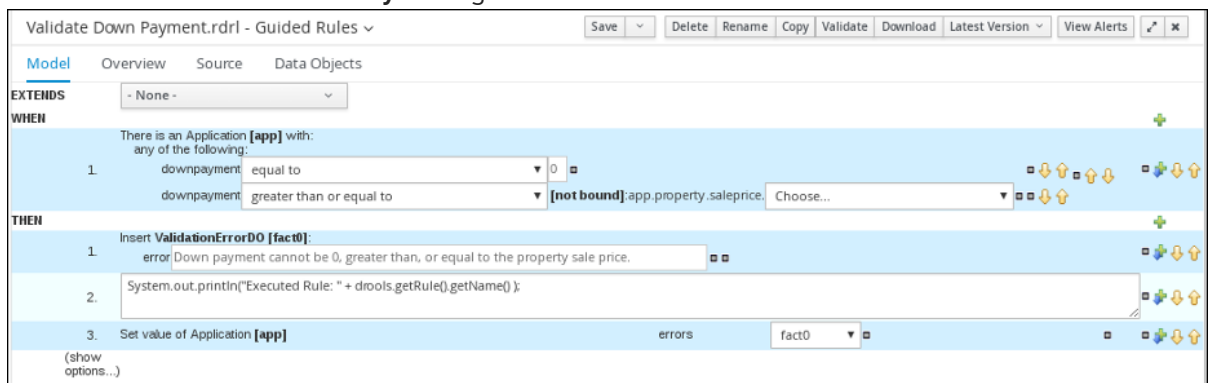 Validate Down Payment.rdrl - Guided Rules
Save Delete Rename Copy Validate Download Latest Version View Alerts
Model Overview Source Data Objects
EXTENDS - None -
WHEN
There is an Application [app] with:
any of the following:
1. downpayment equal to 0
downpayment greater than or equal to [not bound]:app.property.saleprice. Choose...
THEN
Insert ValidationErrorDO [fact0]:
1. error Down payment cannot be 0, greater than, or equal to the property sale price.
2. System.out.println("Executed Rule: " + drools.getRule().getName() );
3. Set value of Application [app] errors fact0
(show
options...)